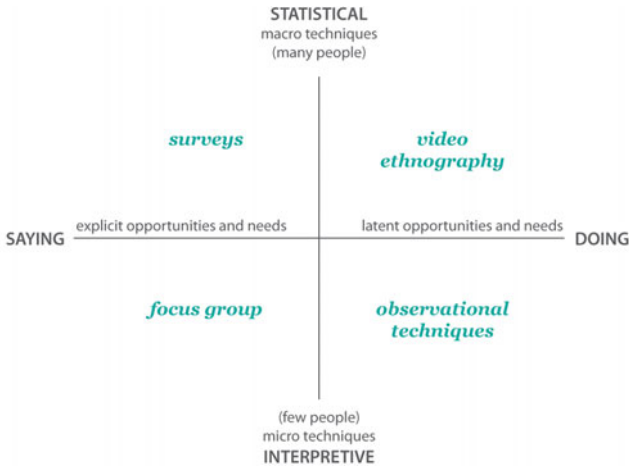 STATISTICAL
macro techniques
(many people)
surveys
video
ethnography
explicit opportunities and needs
latent opportunities and needs
SAYING
DOING
focus group
observational
techniques
(few people)
micro techniques
INTERPRETIVE